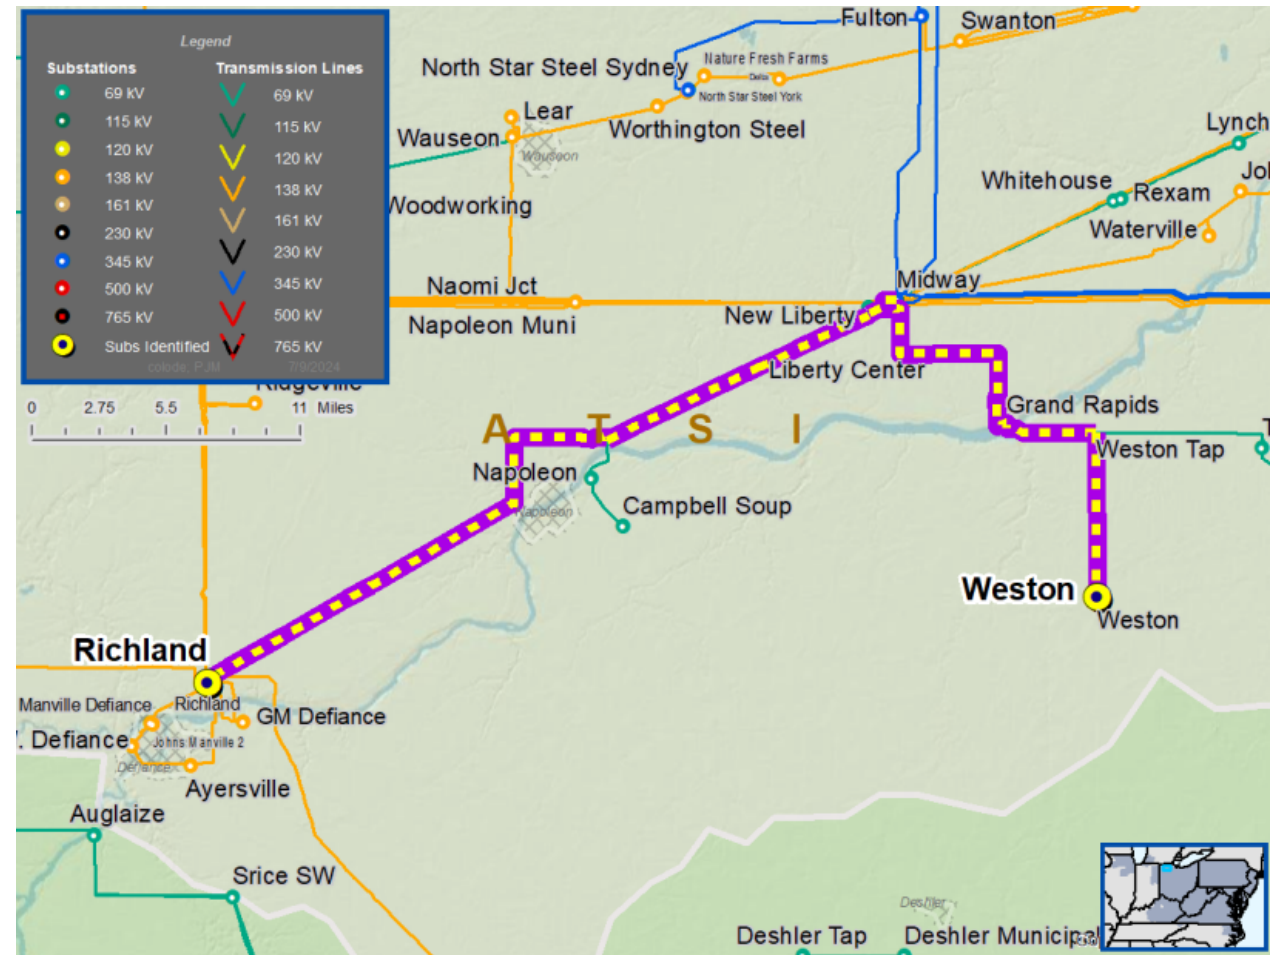 Legend
Substations
Transmission Lines
69 kV
69 kV
115 kV
115 kV
120 kV
120 kV
138 kV
138 kV
161 kV
161 kV
230 kV
230 kV
345 kV
345 kV
500 kV
500 kV
765 kV
765 kV
Subs Identified
7/9/2024
0 2.75 5.5 11 Miles
Fulton
Swanton
North Star Steel Sydney
Nature Fresh Farms
Delta
North Star Steel York
Lear
Wauseon
Worthington Steel
Wauseon
Lynch
Whitehouse
Rexam
Waterville
Woodworking
Naomi Jct
Midway
Napoleon Muni
New Liberty
Liberty Center
Ridgeville
Grand Rapids
A T S I
Weston Tap
Napoleon
Campbell Soup
Napoleon
Weston
Weston
Richland
Manville Defiance
Richland
GM Defiance
. Defiance
Johns Manville 2
Defiance
Ayersville
Auglaize
Srice SW
Deshler
Deshler Tap
Deshler Municipal